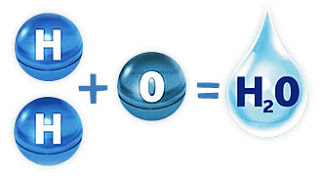 H
H + O = H₂O